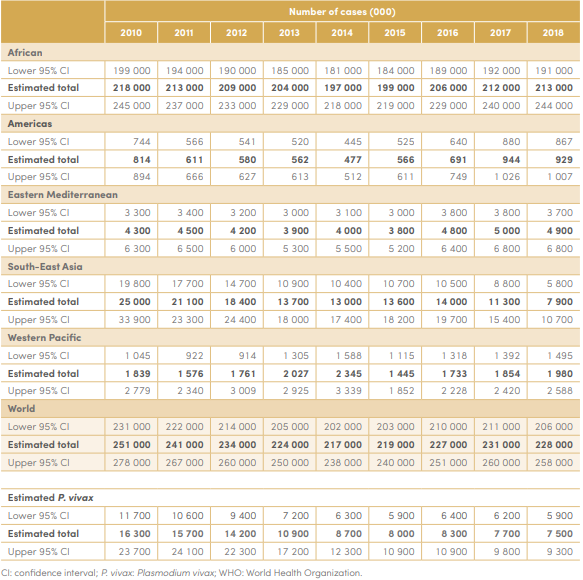 Number of cases (000)
2010 2011 2012 2013 2014 2015 2016 2017 2018
African
Lower 95% CI 199 000 194 000 190 000 185 000 181 000 184 000 189 000 192 000 191 000
Estimated total 218 000 213 000 209 000 204 000 197 000 199 000 206 000 212 000 213 000
Upper 95% CI 245 000 237 000 233 000 229 000 218 000 219 000 229 000 240 000 244 000
Americas
Lower 95% CI 744 566 541 520 445 525 640 880 867
Estimated total 814 611 580 562 477 566 691 944 929
Upper 95% CI 894 666 627 613 512 611 749 1 026 1 007
Eastern Mediterranean
Lower 95% CI 3 300 3 400 3 200 3 000 3 100 3 000 3 800 3 800 3 700
Estimated total 4 300 4 500 4 200 3 900 4 000 3 800 4 800 5 000 4 900
Upper 95% CI 6 300 6 500 6 000 5 300 5 500 5 200 6 400 6 800 6 800
South-East Asia
Lower 95% CI 19 800 17 700 14 700 10 900 10 400 10 700 10 500 8 800 5 800
Estimated total 25 000 21 100 18 400 13 700 13 000 13 600 14 000 11 300 7 900
Upper 95% CI 33 900 23 300 24 400 18 000 17 400 18 200 19 700 15 400 10 700
Western Pacific
Lower 95% CI 1 045 922 914 1 305 1 588 1 115 1 318 1 392 1 495
Estimated total 1 839 1 576 1 761 2 027 2 345 1 445 1 733 1 854 1 980
Upper 95% CI 2 779 2 340 3 009 2 925 3 339 1 852 2 228 2 420 2 588
World
Lower 95% CI 231 000 222 000 214 000 205 000 202 000 203 000 210 000 211 000 206 000
Estimated total 251 000 241 000 234 000 224 000 217 000 219 000 227 000 231 000 228 000
Upper 95% CI 278 000 267 000 260 000 250 000 238 000 240 000 251 000 260 000 258 000
Estimated P. vivax
Lower 95% CI 11 700 10 600 9 400 7 200 6 300 5 900 6 400 6 200 5 900
Estimated total 16 300 15 700 14 200 10 900 8 700 8 000 8 300 7 700 7 500
Upper 95% CI 23 700 24 100 22 300 17 200 12 300 10 900 10 900 9 800 9 300
CI: confidence interval; P. vivax: Plasmodium vivax; WHO: World Health Organization.